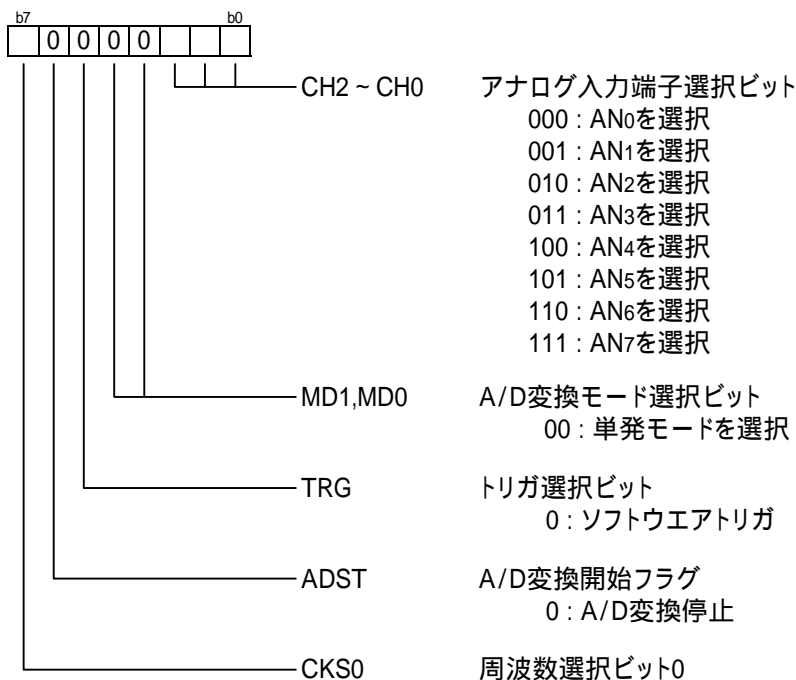 b7 b0
0 0 0 0
CH2 ~ CH0 アナログ入力端子選択ビット
000 : AN0を選択
001 : AN1を選択
010 : AN2を選択
011 : AN3を選択
100 : AN4を選択
101 : AN5を選択
110 : AN6を選択
111 : AN7を選択
MD1,MD0 A/D変換モード選択ビット
00 : 単発モードを選択
TRG トリガ選択ビット
0 : ソフトウエアトリガ
ADST A/D変換開始フラグ
0 : A/D変換停止
CKS0 周波数選択ビット0